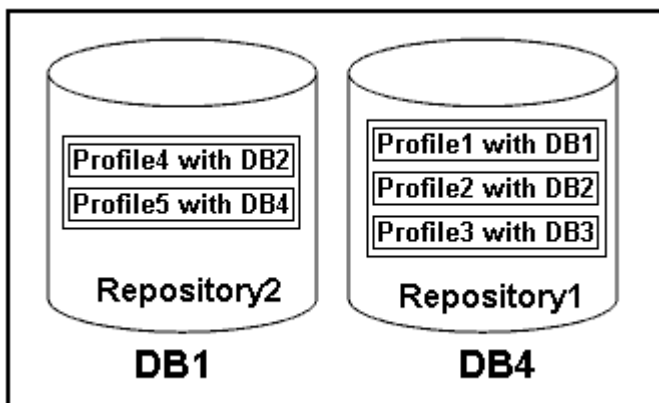 Profile4 with DB2
Profile5 with DB4
Repository2
DB1
Profile1 with DB1
Profile2 with DB2
Profile3 with DB3
Repository1
DB4